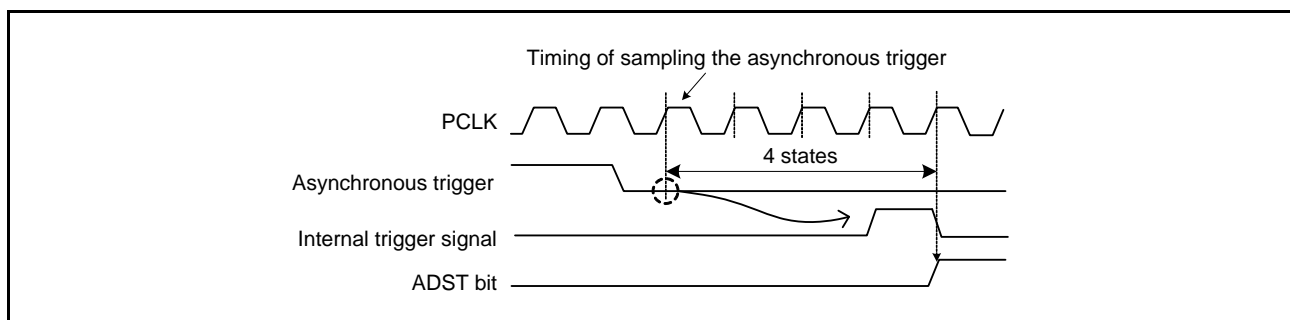 Timing of sampling the asynchronous trigger
PCLK
4 states
Asynchronous trigger
Internal trigger signal
ADST bit